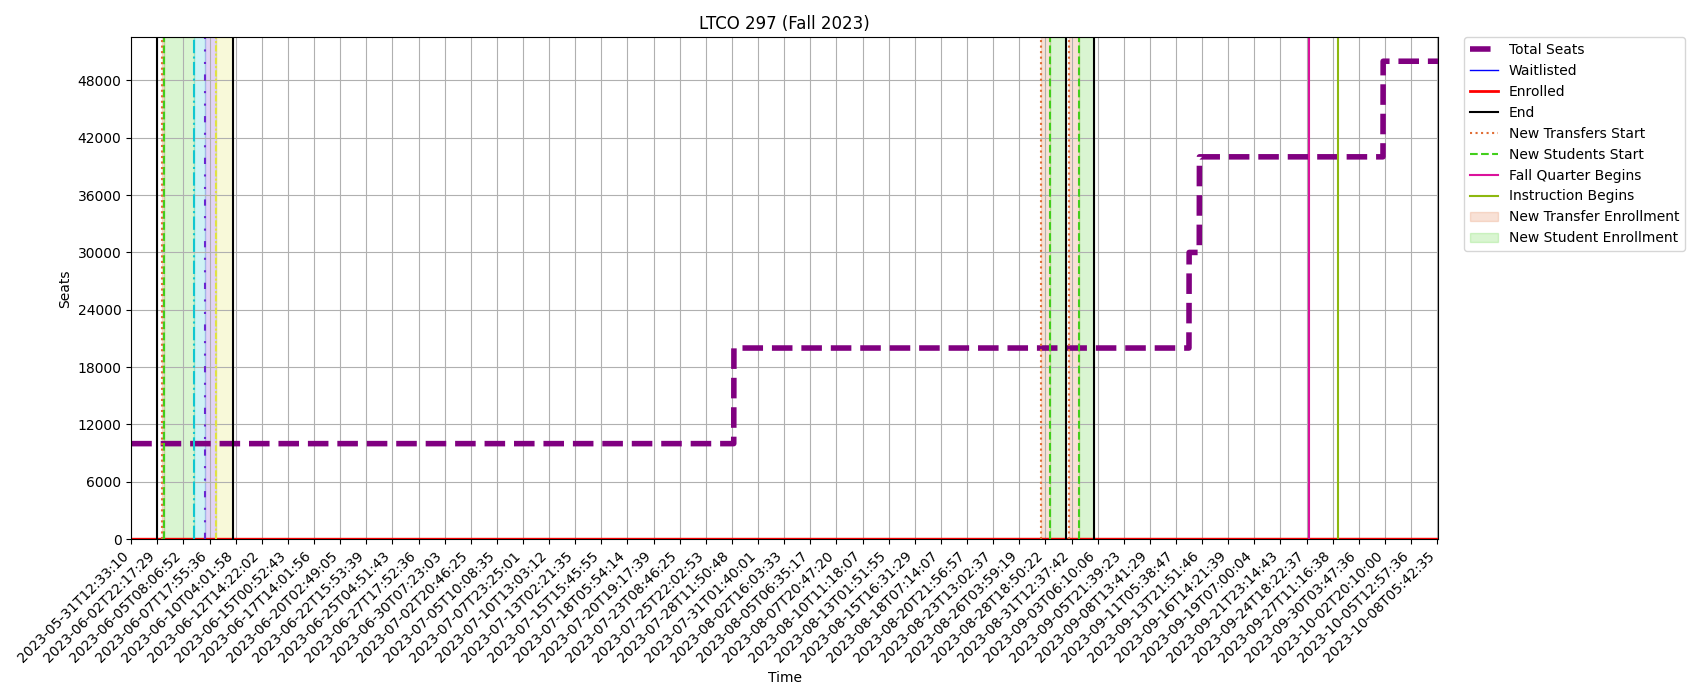 LTCO 297 (Fall 2023)
Total Seats
Waitlisted
Enrolled
End
New Transfers Start
New Students Start
Fall Quarter Begins
Instruction Begins
New Transfer Enrollment
New Student Enrollment
Seats
48000
42000
36000
30000
24000
18000
12000
6000
0
2023-05-31T12:33:10
2023-06-02T22:17:29
2023-06-05T08:06:52
2023-06-07T17:55:36
2023-06-10T04:01:58
2023-06-12T14:22:02
2023-06-15T00:52:43
2023-06-17T14:01:56
2023-06-20T02:49:05
2023-06-22T15:53:39
2023-06-25T04:51:43
2023-06-27T17:52:36
2023-06-30T07:23:03
2023-07-02T20:46:25
2023-07-05T10:08:35
2023-07-07T23:25:01
2023-07-10T13:03:12
2023-07-13T02:21:35
2023-07-15T15:45:55
2023-07-18T05:54:14
2023-07-20T19:17:39
2023-07-23T08:46:25
2023-07-25T22:02:53
2023-07-28T11:50:48
2023-07-31T01:40:01
2023-08-02T16:03:33
2023-08-05T06:35:17
2023-08-07T20:47:20
2023-08-10T11:18:07
2023-08-13T01:51:55
2023-08-15T16:31:29
2023-08-18T07:14:07
2023-08-20T21:56:57
2023-08-23T13:02:37
2023-08-26T03:59:19
2023-08-28T18:50:22
2023-08-31T12:37:42
2023-09-03T06:10:06
2023-09-05T21:39:23
2023-09-08T13:41:29
2023-09-11T05:38:47
2023-09-13T21:51:46
2023-09-16T14:21:39
2023-09-19T07:00:04
2023-09-21T23:14:43
2023-09-24T18:22:37
2023-09-27T11:16:38
2023-09-30T03:47:36
2023-10-02T20:10:00
2023-10-05T12:57:36
2023-10-08T05:42:35
Time